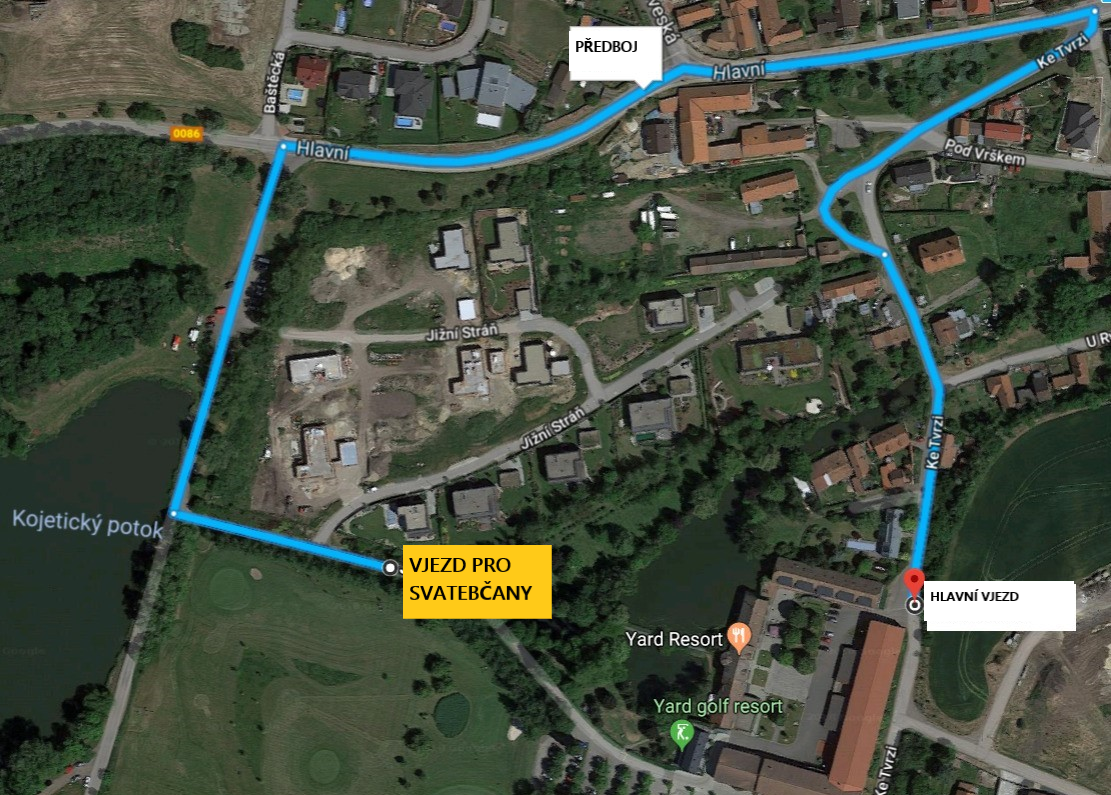 PŘEDBOJ
Hlavní
Ke Tvrzi
Baštěcká
0086
Hlavní
Pod Vrškem
Jižní Stráň
Jižní Stráň
Ke Tvrzi
Kojetický potok
VJEZD PRO
SVATEBČANY
HLAVNÍ VJEZD
Yard Resort
Yard golf resort
Ke Tvrzi
Google